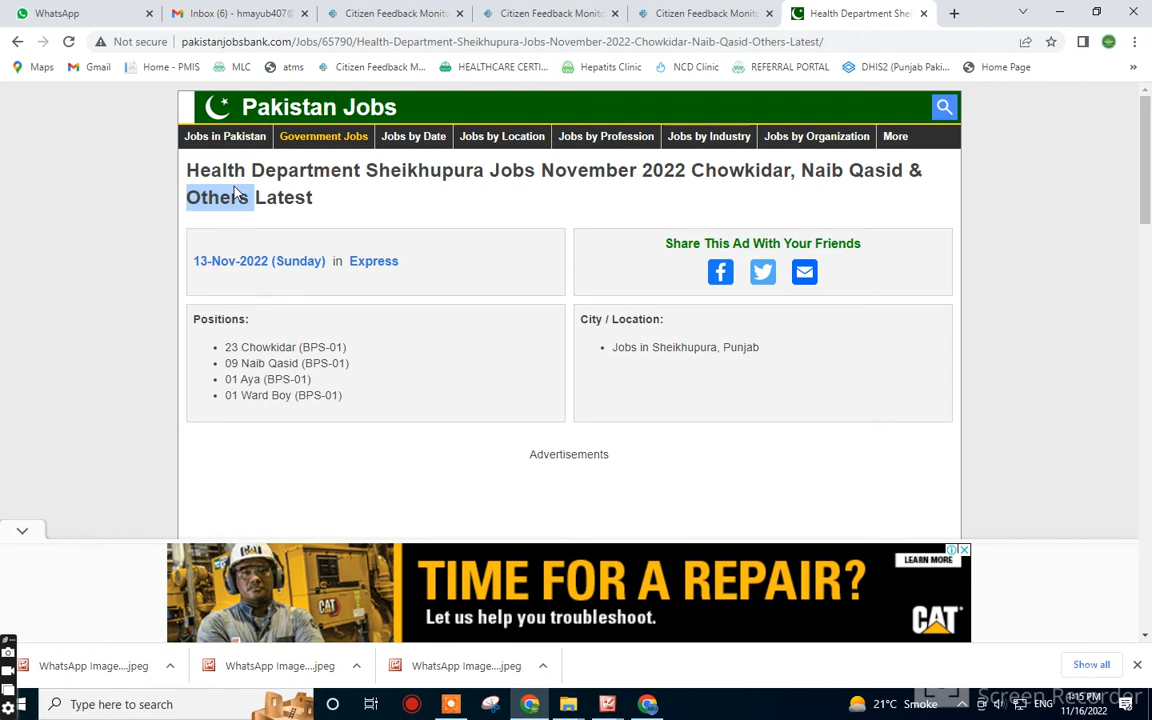 WhatsApp
Inbox (6) - hmayub407@
Citizen Feedback Monito
Citizen Feedback Monito
Citizen Feedback Monito
Health Department She
Not secure
pakistanjobsbank.com/Jobs/65790/Health-Department-Sheikhupura-Jobs-November-2022-Chowkidar-Naib-Qasid-Others-Latest/
Maps
Gmail
Home - PMIS
MLC
atms
Citizen Feedback M...
HEALTHCARE CERTI...
Hepatits Clinic
NCD Clinic
REFERRAL PORTAL
DHIS2 (Punjab Paki...
Home Page
»
Pakistan Jobs
Jobs in Pakistan
Government Jobs
Jobs by Date
Jobs by Location
Jobs by Profession
Jobs by Industry
Jobs by Organization
More
Health Department Sheikhupura Jobs November 2022 Chowkidar, Naib Qasid &
Others Latest
13-Nov-2022 (Sunday) in Express
Share This Ad With Your Friends
Positions:
23 Chowkidar (BPS-01)
09 Naib Qasid (BPS-01)
01 Aya (BPS-01)
01 Ward Boy (BPS-01)
City / Location:
Jobs in Sheikhupura, Punjab
Advertisements
TIME FOR A REPAIR?
Let us help you troubleshoot.
LEARN MORE
CAT
CAT
WhatsApp Image....jpeg
WhatsApp Image....jpeg
WhatsApp Image....jpeg
Show all
Type here to search
21°C Smoke
ENG
1:15 PM
11/16/2022
Screen Recorder